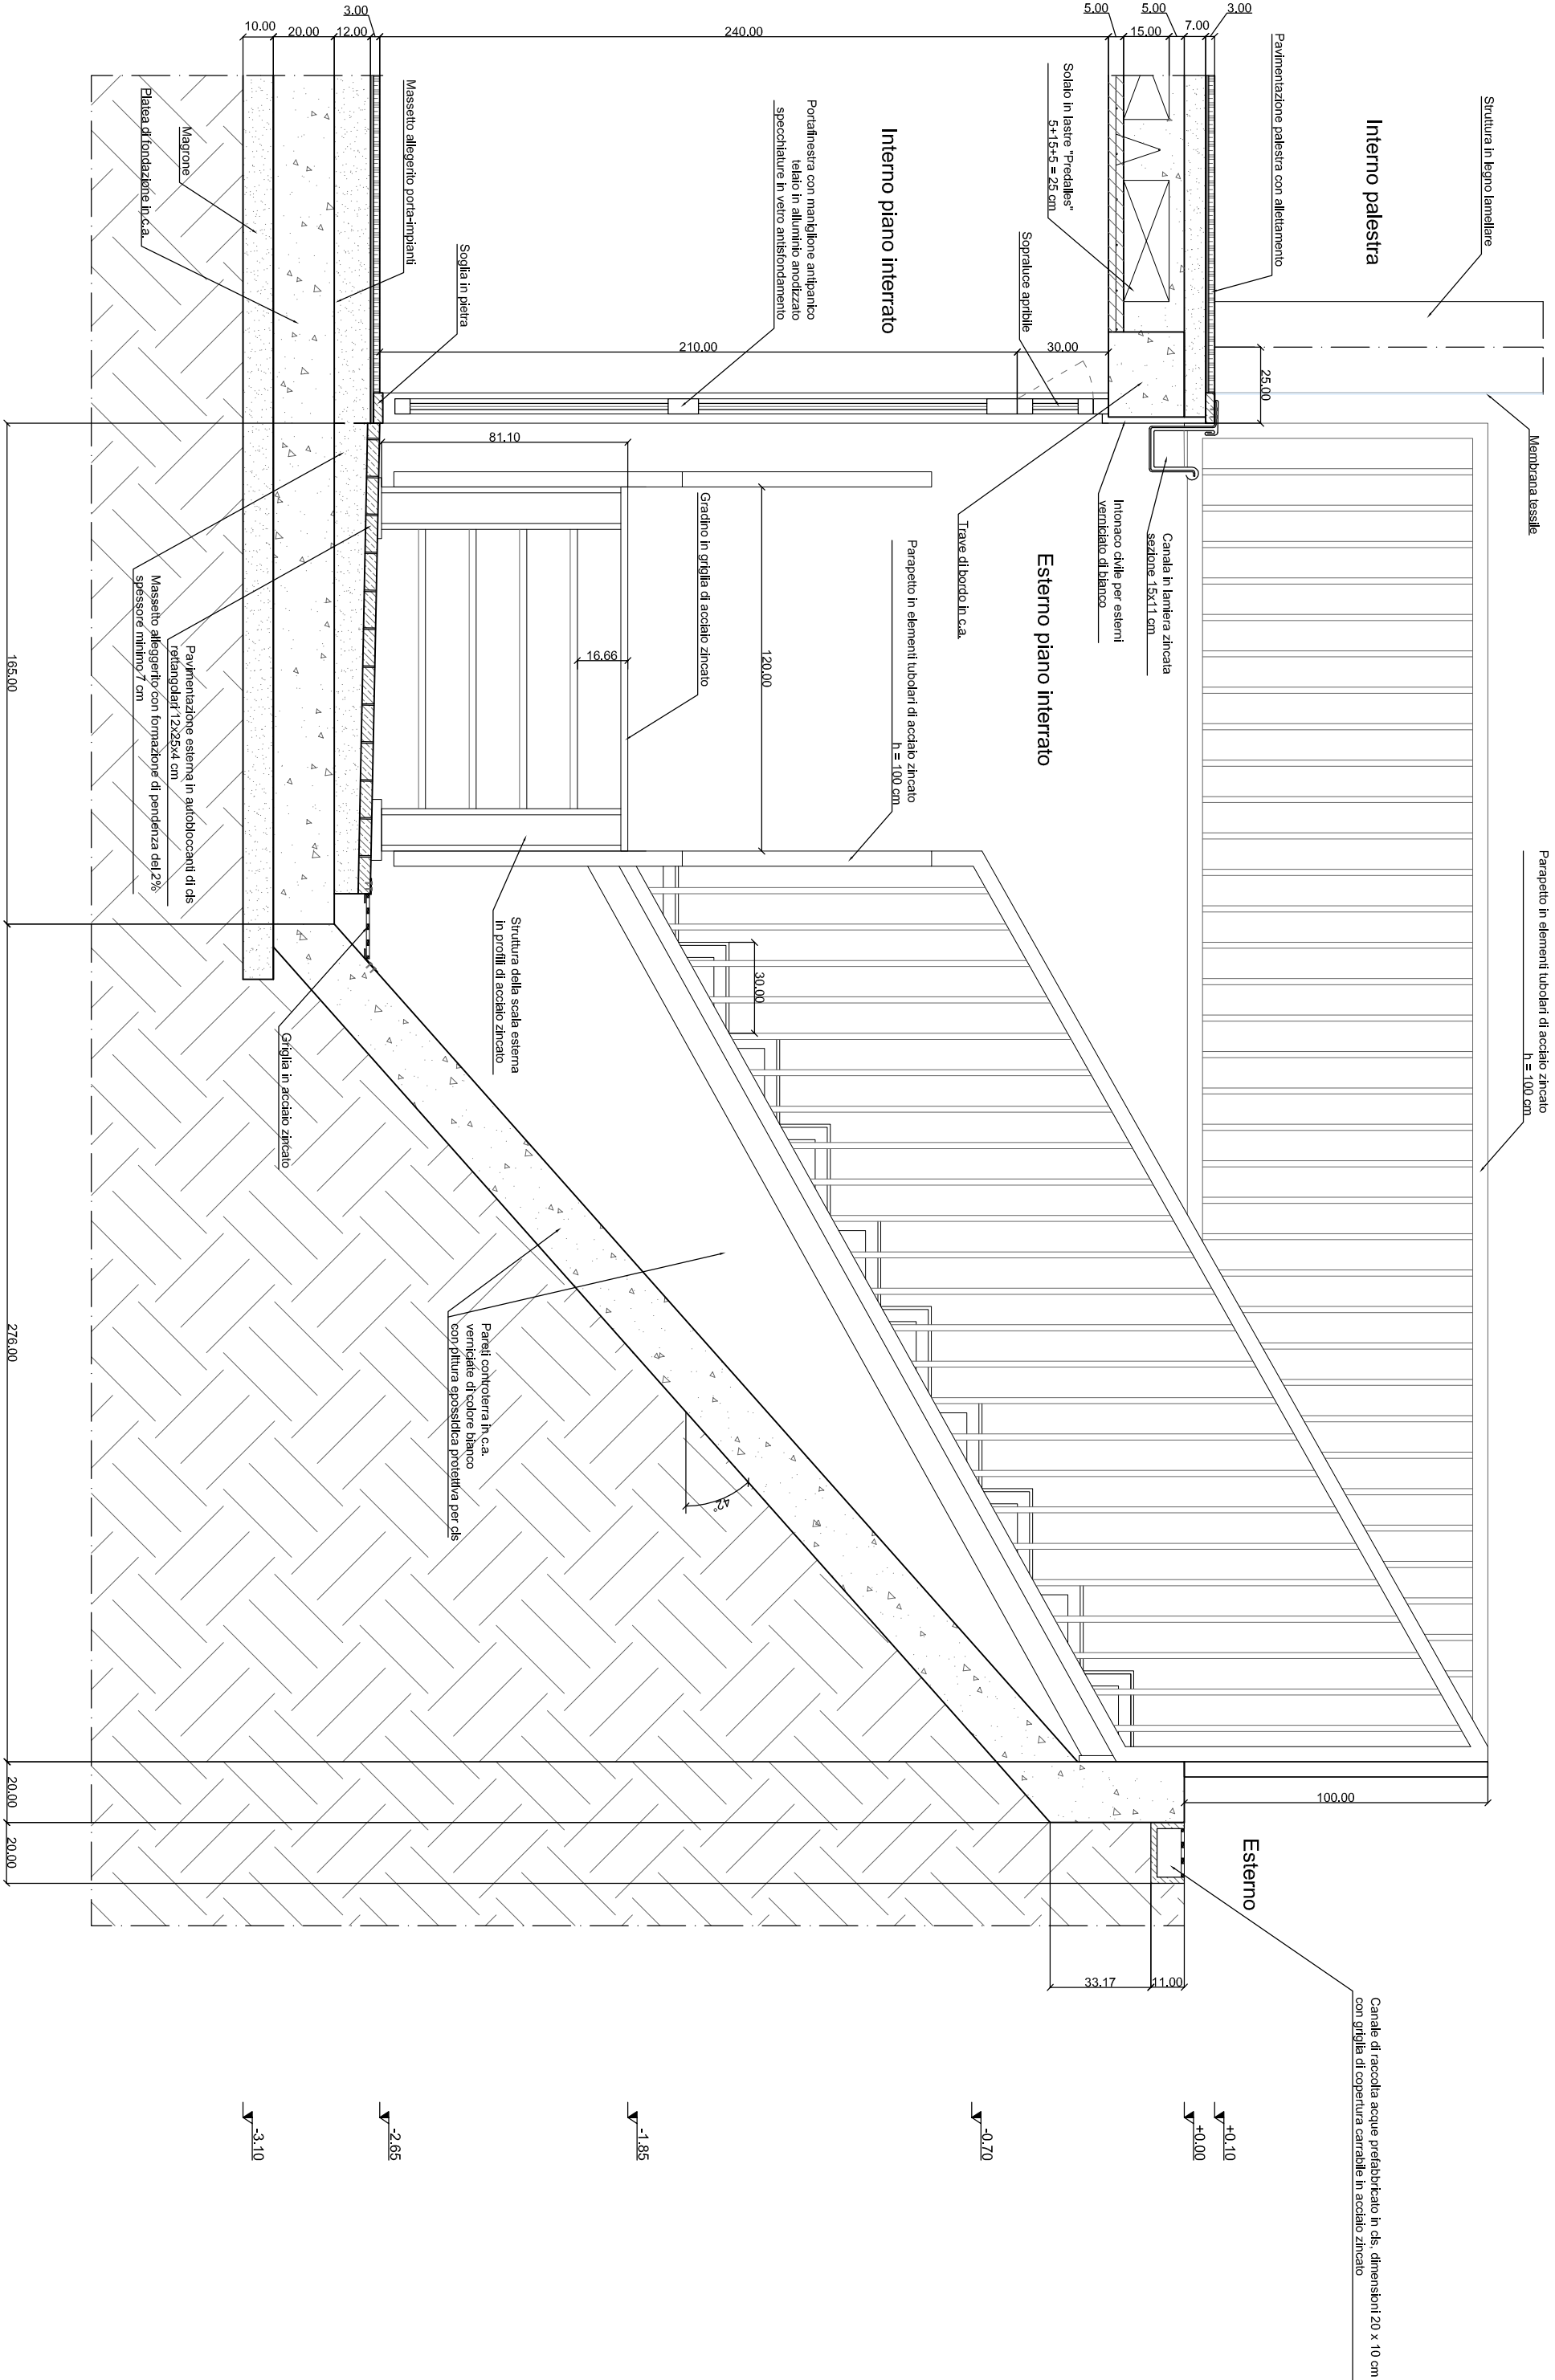 Struttura in legno lamellare
Interno palestra
Pavimentazione palestra con allettamento
Membrana tessile
Parapetto in elementi tubolari di acciaio zincato
h = 100 cm
3.00
7.00
5.00
15.00
5.00
240.00
3.00
12.00
20.00
10.00
Solaio in lastre "Predalles"
5+15+5 = 25 cm
Sopraluce apribile
Interno piano interrato
Portafinestra con maniglione antipanico
telaio in alluminio anodizzato
specchiature in vetro antisfondamento
Soglia in pietra
Massetto allegerito porta-impianti
Magrone
Platea di fondazione in c.a.
25.00
30.00
210.00
81.10
120.00
16.66
30.00
Canala in lamiera zincata
sezione 15x11 cm
Intonaco civile per esterni
verniciato di bianco
Esterno piano interrato
Trave di bordo in c.a.
Parapetto in elementi tubolari di acciaio zincato
h = 100 cm
Gradino in griglia di acciaio zincato
Struttura della scala esterna
in profili di acciaio zincato
Pavimentazione esterna in autobloccanti di cls
rettangolari 12x25x4 cm
Massetto alleggerito con formazione di pendenza del 2%
spessore minimo 7 cm
Griglia in acciaio zincato
Pareti controterra in c.a.
verniciate di colore bianco
con pittura epossidica protettiva per cls
42°
100.00
Esterno
33.17
11.00
Canale di raccolta acque prefabbricato in cls, dimensioni 20 x 10 cm
con griglia di copertura carrabile in acciaio zincato
165.00
276.00
20.00
20.00
+0.10
+0.00
-0.70
-1.85
-2.65
-3.10